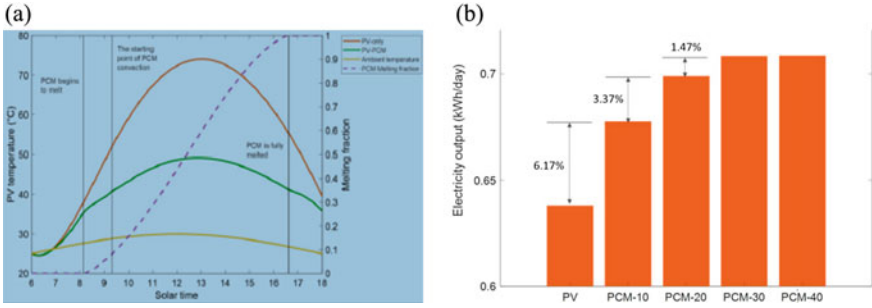 (a)
80
70
60
50
40
30
20
PV temperature (°C)
6 7 8 9 10 11 12 13 14 15 16 17 18
Solar time
PCM begins
to melt
The starting
point of PCM
convection
PCM is fully
melted
PV-only
PV-PCM
Ambient temperature
PCM Melting fraction
1
0.9
0.8
0.7
0.6
0.5
0.4
0.3
0.2
0.1
0
Melting fraction
(b)
Electricity output (kWh/day)
0.7
0.65
0.6
6.17%
3.37%
1.47%
PV PCM-10 PCM-20 PCM-30 PCM-40